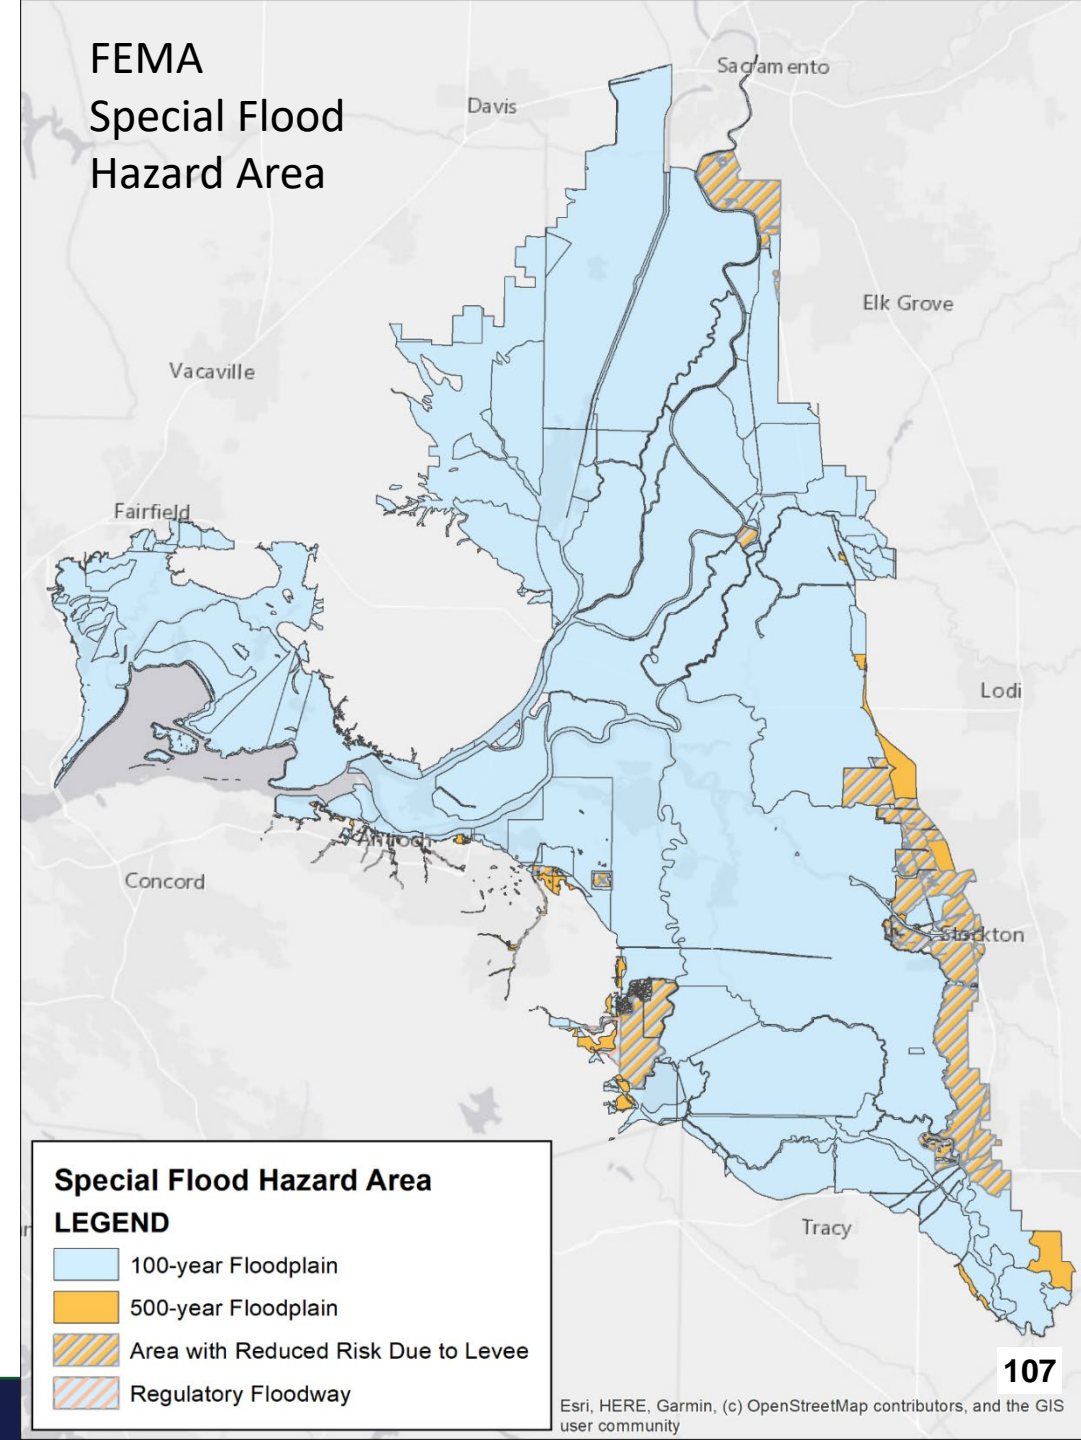 FEMA
Special Flood
Hazard Area
Sacramento
Davis
Elk Grove
Vacaville
Fairfield
Lodi
Antioch
Concord
Stockton
Tracy
Special Flood Hazard Area
LEGEND
100-year Floodplain
500-year Floodplain
Area with Reduced Risk Due to Levee
Regulatory Floodway
107
Esri, HERE, Garmin, (c) OpenStreetMap contributors, and the GIS
user community